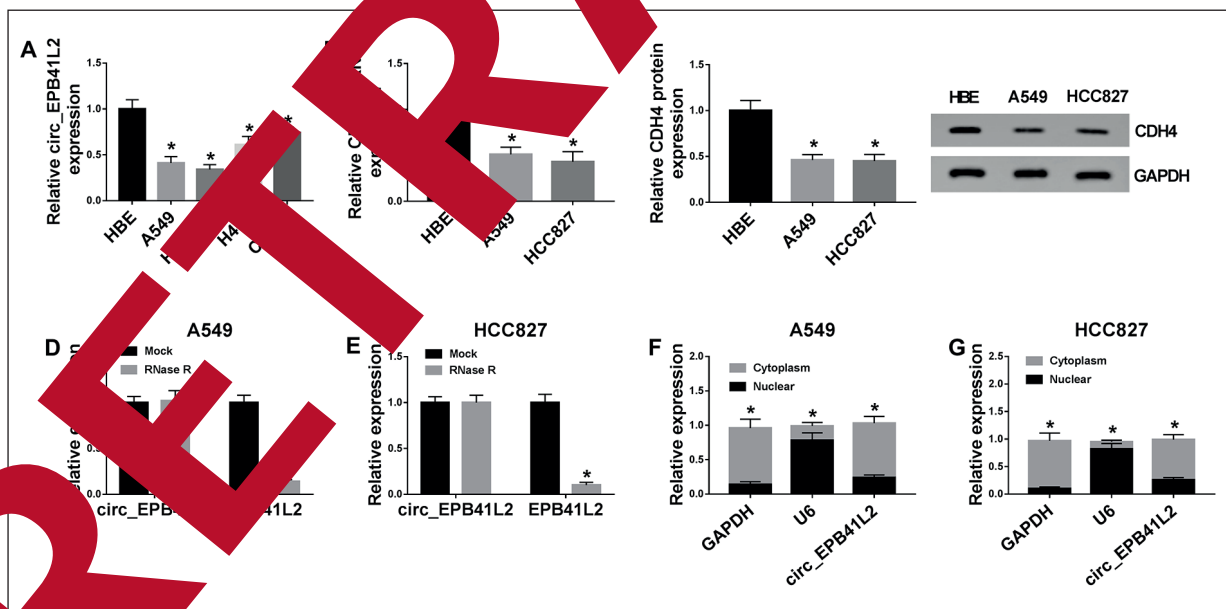 A
Relative circ_EPB41L2
expression
1.5
1.0
0.5
0.0
*
*
*
*
HBE
A549
1.5
0.0
*
*
HBE
A549
HCC827
Relative CDH4 protein
expression
1.5
1.0
0.5
0.0
*
*
HBE
A549
HCC827
HBE A549 HCC827
CDH4
GAPDH
D
A549
Mock
RNase R
0.0
E
HCC827
Relative expression
1.5
1.0
0.5
0.0
Mock
RNase R
*
circ_EPB41L2 EPB41L2
F
A549
Relative expression
2.0
1.5
1.0
0.5
0.0
Cytoplasm
Nuclear
*
*
*
GAPDH
U6
circ_EPB41L2
G
HCC827
Relative expression
2.5
2.0
1.5
1.0
0.5
0.0
Cytoplasm
Nuclear
*
*
*
GAPDH
U6
circ_EPB41L2
RETRA